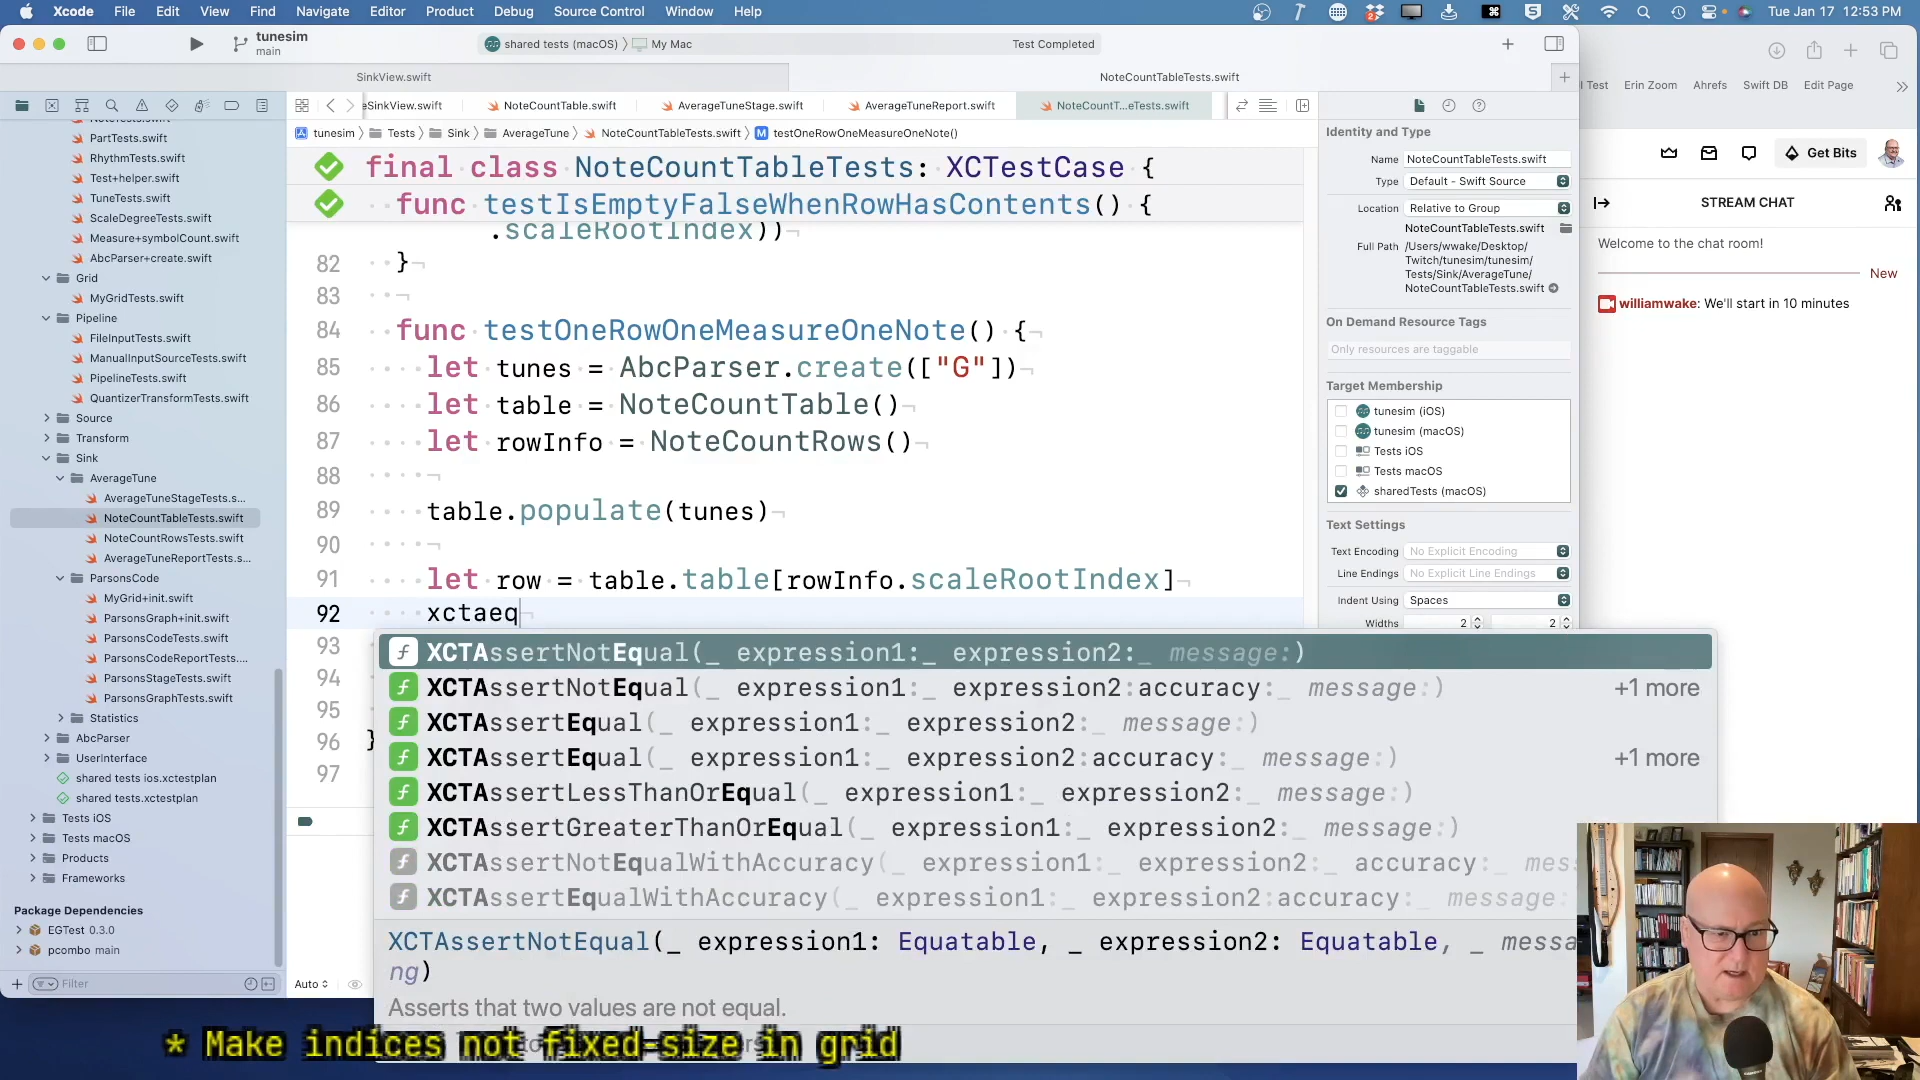 Xcode File Edit View Find Navigate Editor Product Debug Source Control Window Help Tue Jan 17 12:53 PM
tunesim
main
shared tests (macOS) My Mac Test Completed
SinkView.swift NoteCountTableTests.swift
eSinkView.swift NoteCountTable.swift AverageTuneStage.swift AverageTuneReport.swift NoteCountT...eTests.swift
tunesim Tests Sink AverageTune NoteCountTableTests.swift M testOneRowOneMeasureOneNote()
PartTests.swift
RhythmTests.swift
Test+helper.swift
TuneTests.swift
ScaleDegreeTests.swift
Measure+symbolCount.swift
AbcParser+create.swift
Grid
MyGridTests.swift
Pipeline
FileInputTests.swift
ManualInputSourceTests.swift
PipelineTests.swift
QuantizerTransformTests.swift
Source
Transform
Sink
AverageTune
AverageTuneStageTests.s...
NoteCountTableTests.swift
NoteCountRowsTests.swift
AverageTuneReportTests.s...
ParsonsCode
MyGrid+init.swift
ParsonsGraph+init.swift
ParsonsCodeTests.swift
ParsonsCodeReportTests....
ParsonsStageTests.swift
ParsonsGraphTests.swift
Statistics
AbcParser
UserInterface
shared tests ios.xctestplan
shared tests.xctestplan
Tests iOS
Tests macOS
Products
Frameworks
Package Dependencies
EGTest 0.3.0
pcombo main
Filter
final class NoteCountTableTests: XCTestCase {
func testIsEmptyFalseWhenRowHasContents() {
.scaleRootIndex))
82 }
83
84 func testOneRowOneMeasureOneNote() {
85 let tunes = AbcParser.create(["G"])
86 let table = NoteCountTable()
87 let rowInfo = NoteCountRows()
88
89 table.populate(tunes)
90
91 let row = table.table[rowInfo.scaleRootIndex]
92 xctaeq
93
94
95
96 }
97
XCTAssertNotEqual(_ expression1:_ expression2:_ message:)
XCTAssertNotEqual(_ expression1:_ expression2:accuracy:_ message:) +1 more
XCTAssertEqual(_ expression1:_ expression2:_ message:)
XCTAssertEqual(_ expression1:_ expression2:accuracy:_ message:) +1 more
XCTAssertLessThanOrEqual(_ expression1:_ expression2:_ message:)
XCTAssertGreaterThanOrEqual(_ expression1:_ expression2:_ message:)
XCTAssertNotEqualWithAccuracy(_ expression1:_ expression2:_ accuracy:_ mess
XCTAssertEqualWithAccuracy(_ expression1:_ expression2:accuracy:_ message:
XCTAssertNotEqual(_ expression1: Equatable, _ expression2: Equatable, _ messa
ng)
Asserts that two values are not equal.
Auto
* Make indices not fixed-size in grid
Identity and Type
Name NoteCountTableTests.swift
Type Default - Swift Source
Location Relative to Group
NoteCountTableTests.swift
Full Path /Users/wwake/Desktop/
Twitch/tunesim/tunesim/
Tests/Sink/AverageTune/
NoteCountTableTests.swift
On Demand Resource Tags
Only resources are taggable
Target Membership
tunesim (iOS)
tunesim (macOS)
Tests iOS
Tests macOS
sharedTests (macOS)
Text Settings
Text Encoding No Explicit Encoding
Line Endings No Explicit Line Endings
Indent Using Spaces
Widths 2 2
l Test Erin Zoom Ahrefs Swift DB Edit Page
Get Bits
STREAM CHAT
Welcome to the chat room!
New
williamwake: We'll start in 10 minutes